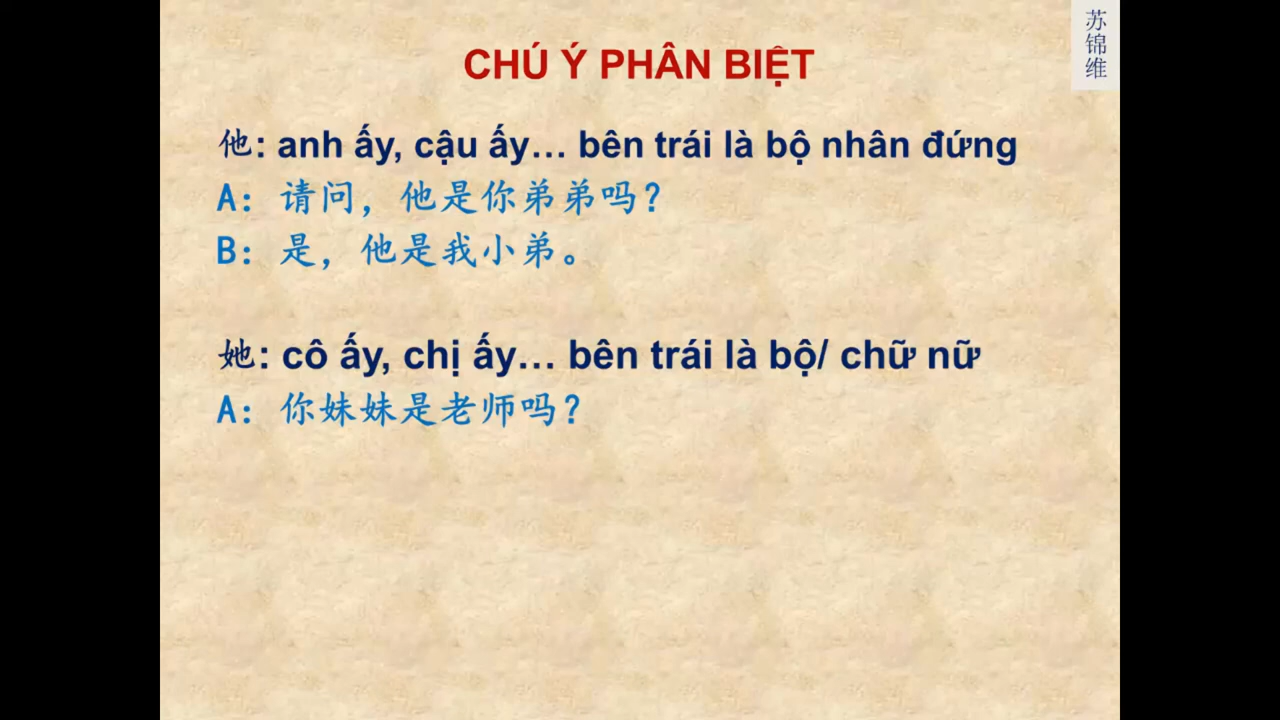 苏锦维
CHÚ Ý PHÂN BIỆT
他: anh ấy, cậu ấy… bên trái là bộ nhân đứng
A: 请问，他是你弟弟吗？
B: 是，他是我小弟。
她: cô ấy, chị ấy… bên trái là bộ/ chữ nữ
A: 你妹妹是老师吗？